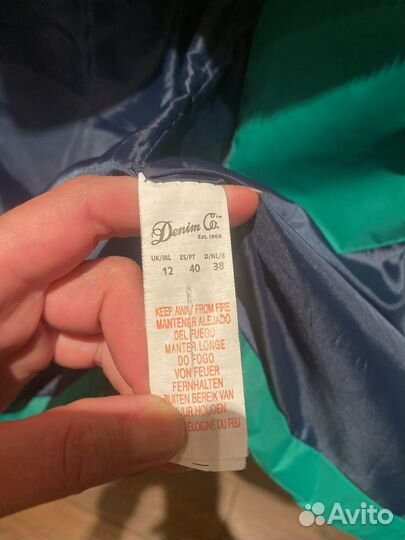 Denim Co.™
Est. 1969
UK/IRL ES/PT D/NL/B
12 40 38
KEEP AWAY FROM FIRE
MANTENER ALEJADO
DEL FUEGO
MANTER LONGE
DO FOGO
VON FEUER
FERNHALTEN
BUITEN BEREIK VAN
VUUR HOUDEN
ELOIGNE DU FEU
Avito